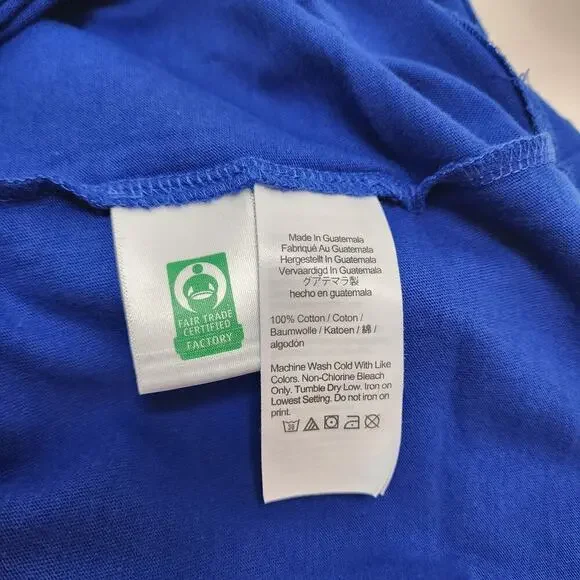 FAIR TRADE
CERTIFIED
FACTORY
Made In Guatemala
Fabriqué Au Guatemala
Hergestellt In Guatemala
Vervaardigd In Guatemala
グアテマラ製
hecho en guatemala
100% Cotton / Coton /
Baumwolle / Katoen / 綿 /
algodón
Machine Wash Cold With Like
Colors. Non-Chlorine Bleach
Only. Tumble Dry Low. Iron on
Lowest Setting. Do not iron on
print.